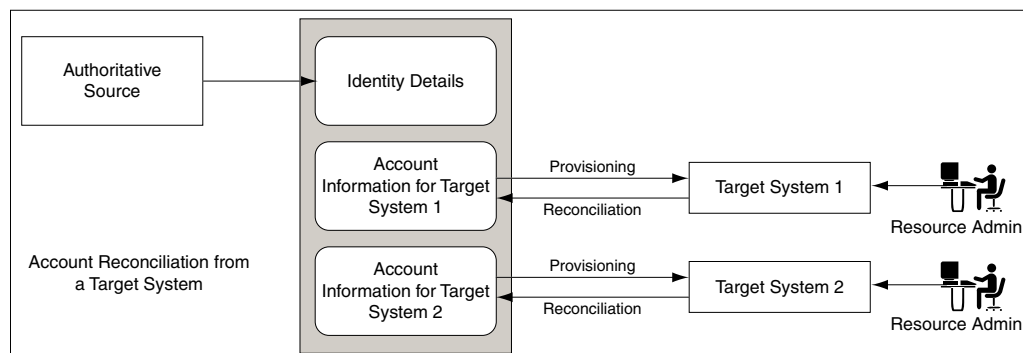 Authoritative
Source
Identity Details
Account
Information for Target
System 1
Provisioning
Reconciliation
Target System 1
Resource Admin
Account Reconciliation from
a Target System
Account
Information for Target
System 2
Provisioning
Reconciliation
Target System 2
Resource Admin